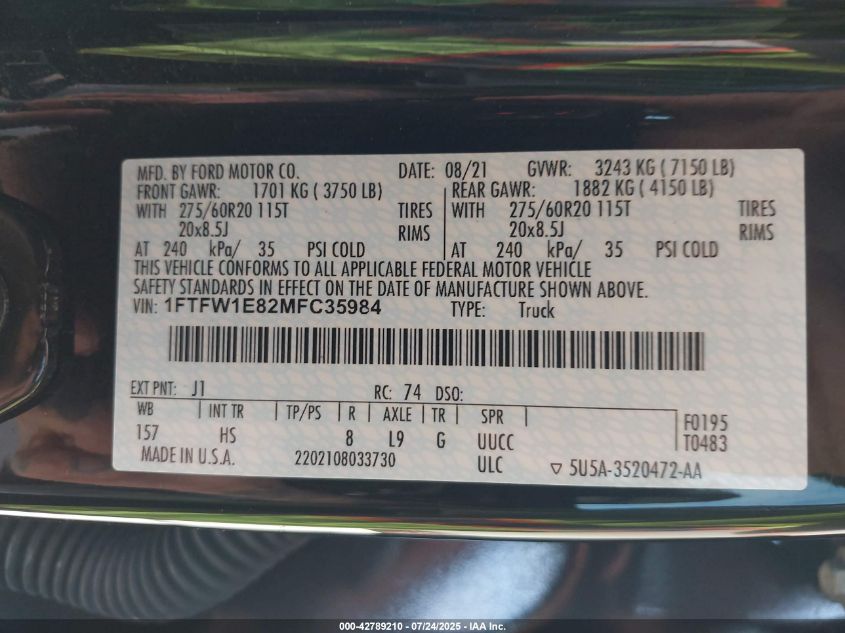 MFD. BY FORD MOTOR CO. DATE: 08/21 GVWR: 3243 KG ( 7150 LB)
FRONT GAWR: 1701 KG ( 3750 LB) REAR GAWR: 1882 KG ( 4150 LB)
WITH 275/60R20 115T TIRES WITH 275/60R20 115T TIRES
20x8.5J RIMS 20x8.5J RIMS
AT 240 kPa/ 35 PSI COLD AT 240 kPa/ 35 PSI COLD
THIS VEHICLE CONFORMS TO ALL APPLICABLE FEDERAL MOTOR VEHICLE
SAFETY STANDARDS IN EFFECT ON THE DATE OF MANUFACTURE SHOWN ABOVE.
VIN: 1FTFW1E82MFC35984 TYPE: Truck
EXT PNT: J1 RC: 74 DSO:
WB INT TR TP/PS R AXLE TR SPR F0195
157 HS 8 L9 G UUCC T0483
MADE IN U.S.A. 2202108033730 ULC ▽ 5U5A-3520472-AA
000-42789210 - 07/24/2025 - IAA Inc.